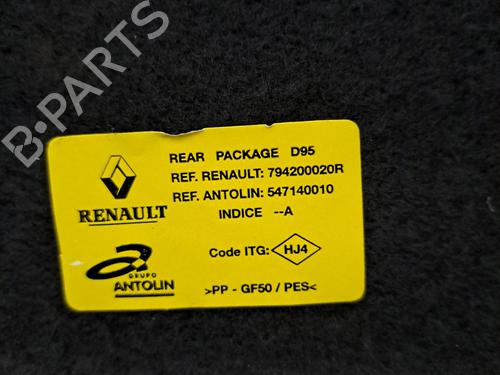 B-PARTS
REAR PACKAGE D95
REF. RENAULT: 794200020R
REF. ANTOLIN: 547140010
INDICE --A
RENAULT
Code ITG: HJ4
GRUPO
ANTOLIN
>PP - GF50 / PES<